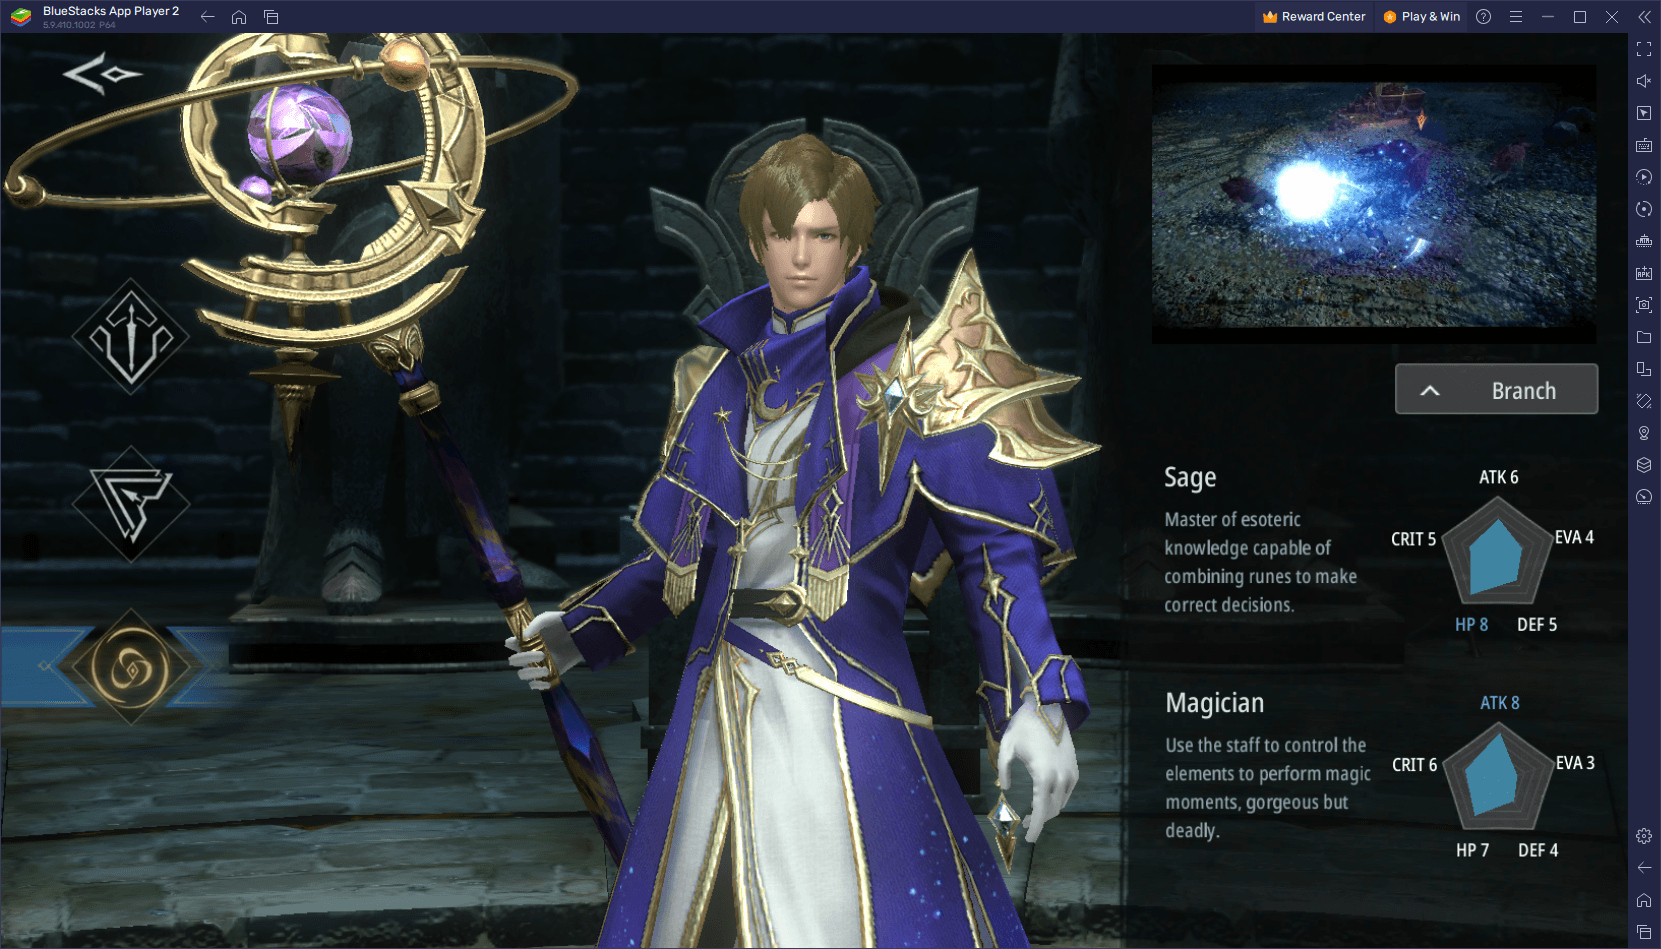 BlueStacks App Player 2
5.9.410.1002 P64
Reward Center
Play & Win
Branch
Sage
Master of esoteric
knowledge capable of
combining runes to make
correct decisions.
ATK 6
CRIT 5
EVA 4
HP 8
DEF 5
Magician
Use the staff to control the
elements to perform magic
moments, gorgeous but
deadly.
ATK 8
CRIT 6
EVA 3
HP 7
DEF 4
APK